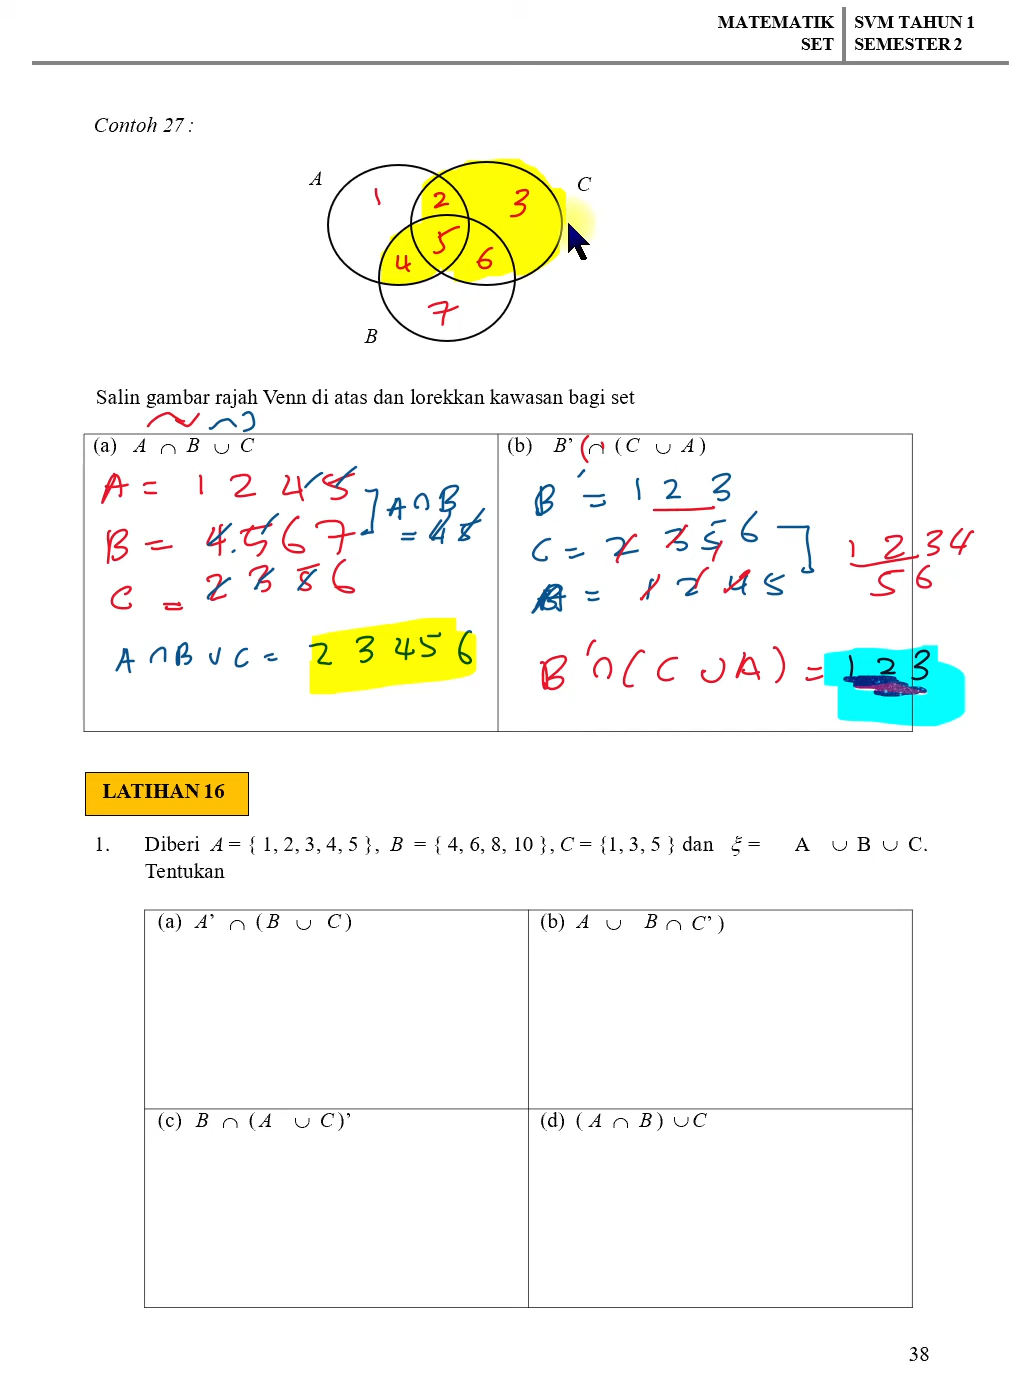 MATEMATIK SVM TAHUN 1
SET SEMESTER 2
Contoh 27 :
A
C
1 2 3
4 5 6
7
B
Salin gambar rajah Venn di atas dan lorekkan kawasan bagi set
(a) A ∩ B ∪ C
A = 1 2 4 5
B = 4 5 6 7
] A ∩ B
= 4 5
C = 2 3 5 6
A ∩ B ∪ C = 2 3 4 5 6
(b) B' ∩ ( C ∪ A )
B' = 1 2 3
C = 2 3 5 6
A = 1 2 4 5
1 2 3 4
5 6
B' ∩ ( C ∪ A ) = 1 2 3
LATIHAN 16
1. Diberi A = { 1, 2, 3, 4, 5 }, B = { 4, 6, 8, 10 }, C = {1, 3, 5 } dan ξ = A ∪ B ∪ C.
Tentukan
(a) A' ∩ ( B ∪ C )
(b) A ∪ B ∩ C' )
(c) B ∩ ( A ∪ C )'
(d) ( A ∩ B ) ∪ C
38